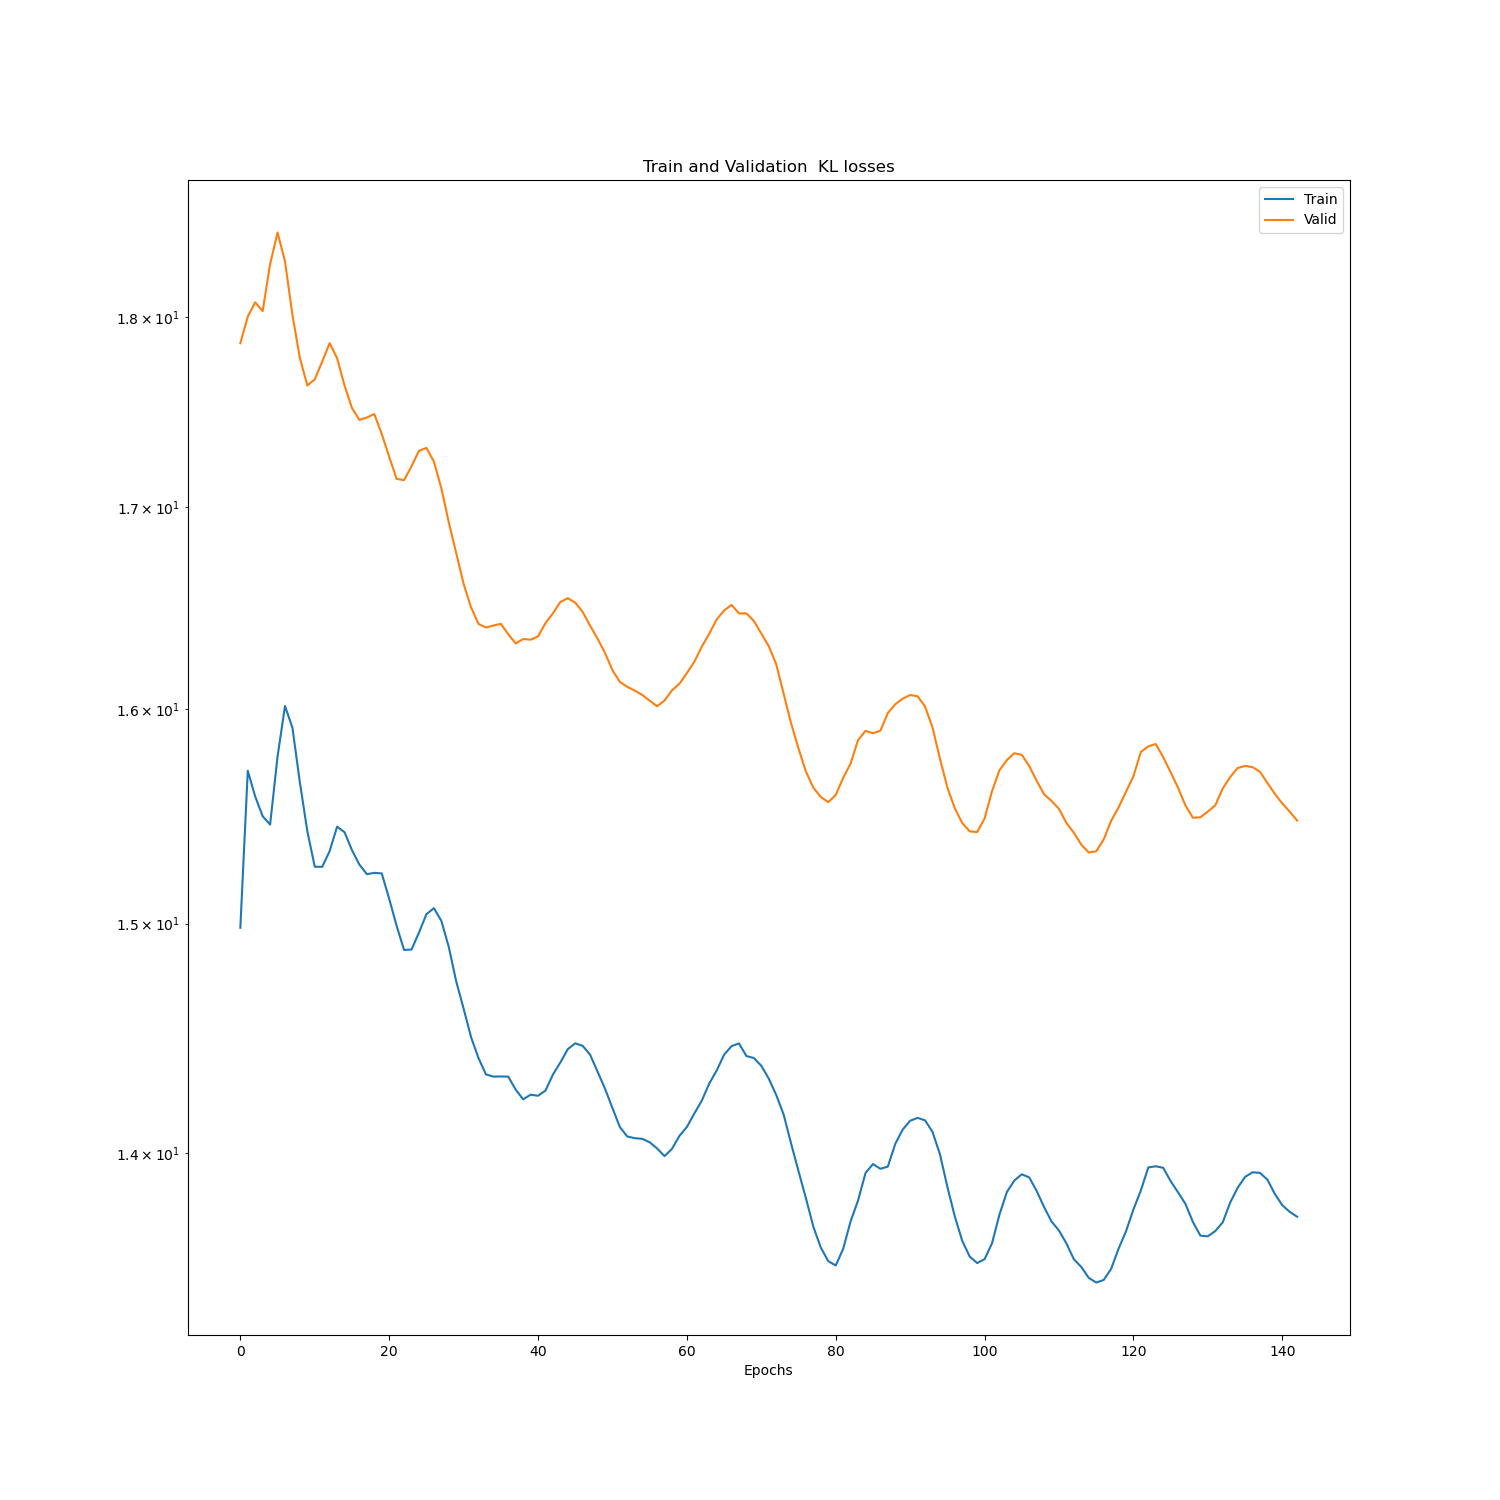 Train and Validation  KL losses
Train
Valid
1.8 × 10¹
1.7 × 10¹
1.6 × 10¹
1.5 × 10¹
1.4 × 10¹
0 20 40 60 80 100 120 140
Epochs